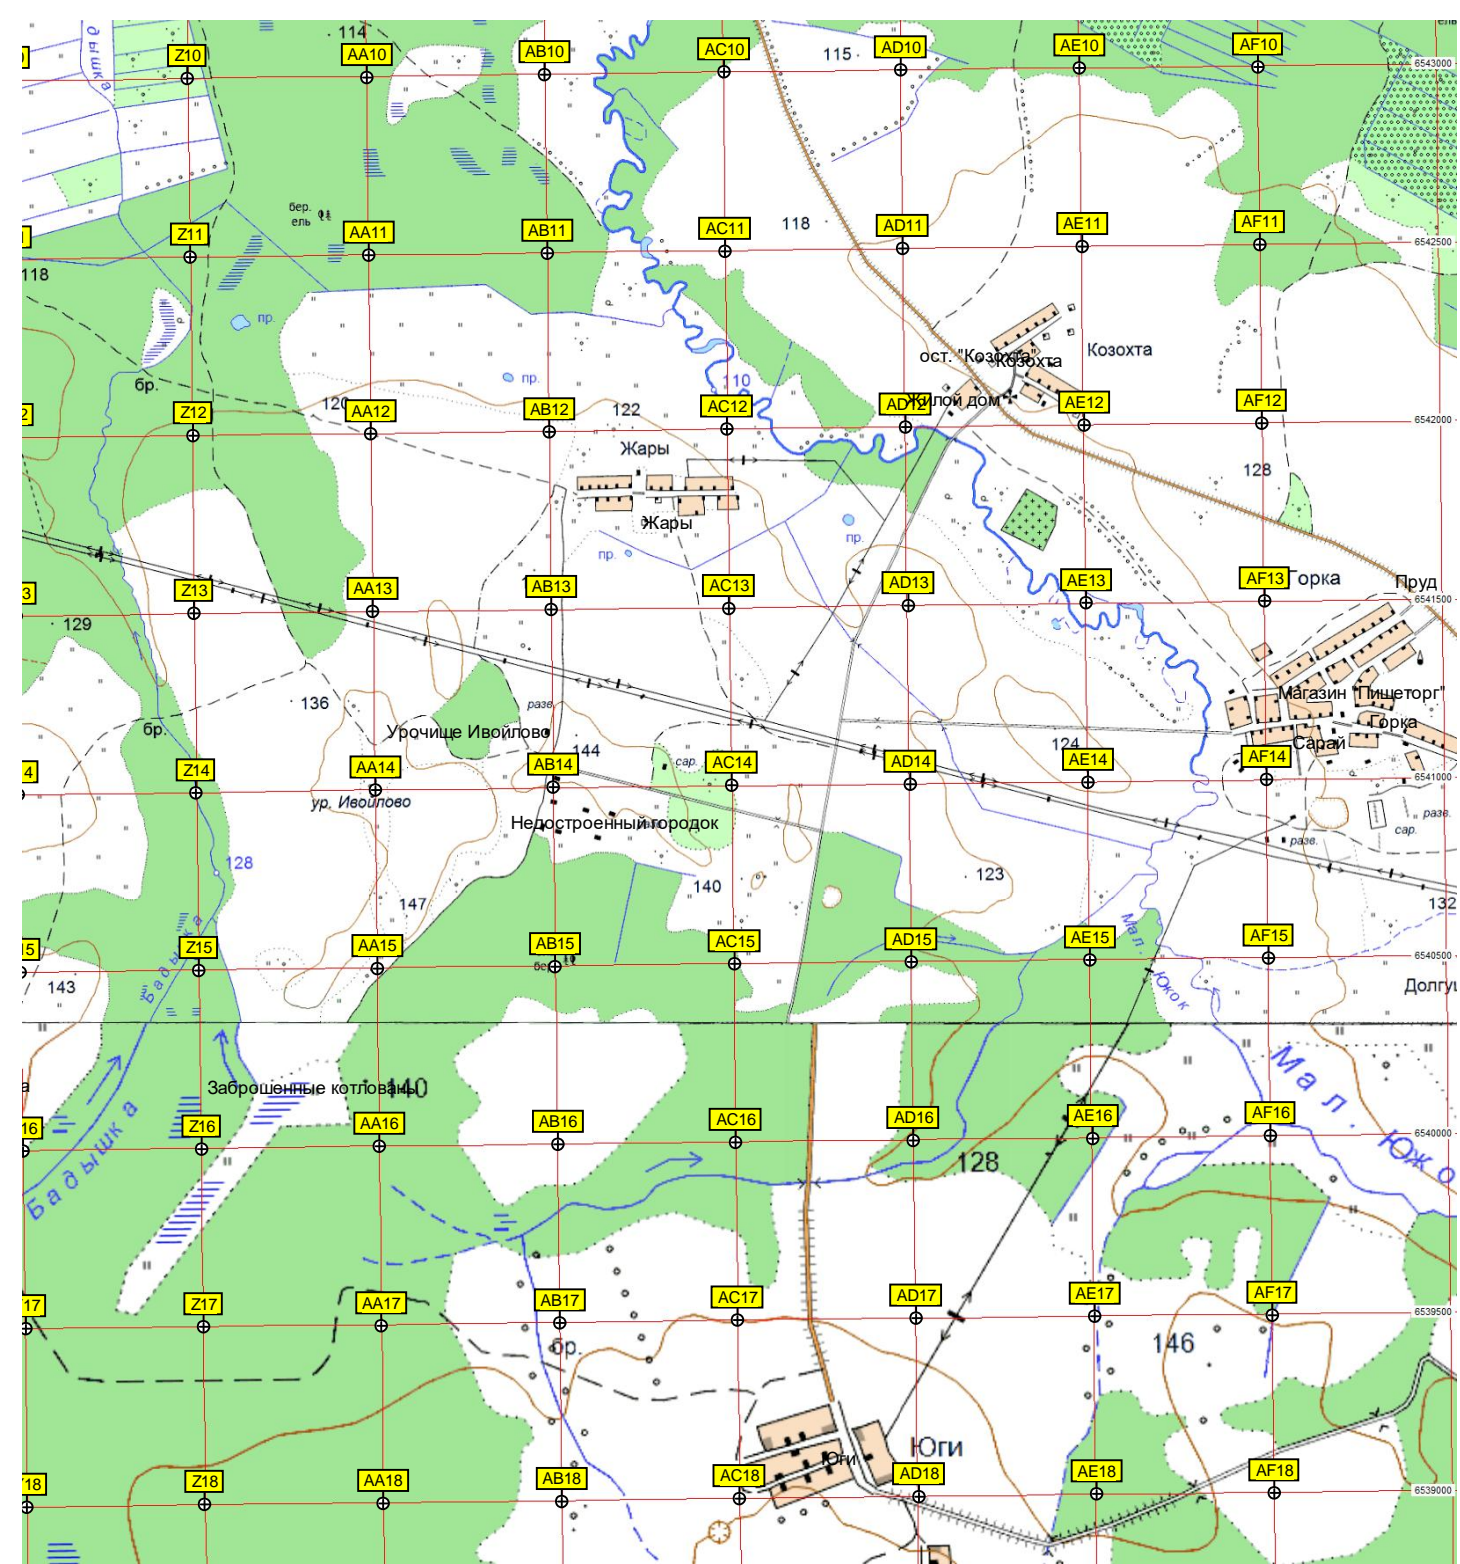 дышка
114
Z10
AA10
AB10
AC10
115
AD10
AE10
AF10
6543000
бер.
ель
118
Z11
AA11
AB11
AC11
AD11
AE11
AF11
6542500
118
пр.
ост. "Козохта"
Козохта
Козохта
бр.
пр.
110
120
122
Z12
AA12
AB12
AC12
AD12
Жилой дом
AE12
AF12
6542000
Жары
128
Жары
пр.
пр.
Z13
AA13
AB13
AC13
AD13
AE13
AF13
Горка
Пруд
6541500
129
136
разв.
Магазин "Пищеторг"
бр.
Урочище Ивойлово
144
124
Горка
Сарай
Z14
AA14
AB14
сар.
AC14
AD14
AE14
AF14
6541000
ур. Ивойлово
Недостроенный городок
разв.
сар.
разв.
128
140
123
147
132
Бадышка
Мал. Южок
Z15
AA15
AB15
AC15
AD15
AE15
AF15
6540500
143
Долгу
Заброшенные котлованы
140
Мал. Южо
16
Z16
AA16
AB16
AC16
AD16
AE16
AF16
6540000
Бадышка
128
17
Z17
AA17
AB17
AC17
AD17
AE17
AF17
6539500
бр.
146
Юги
Юги
18
Z18
AA18
AB18
AC18
AD18
AE18
AF18
6539000